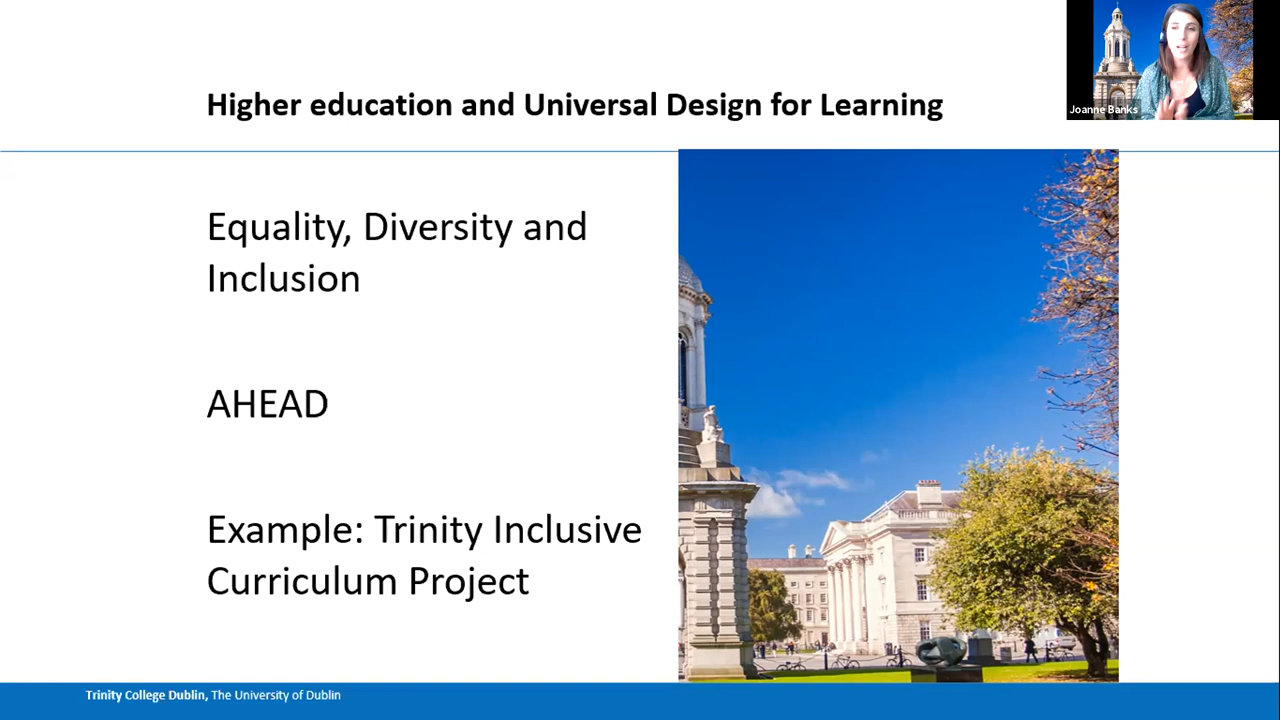 Higher education and Universal Design for Learning
Joanne Banks
Equality, Diversity and
Inclusion
AHEAD
Example: Trinity Inclusive
Curriculum Project
Trinity College Dublin, The University of Dublin